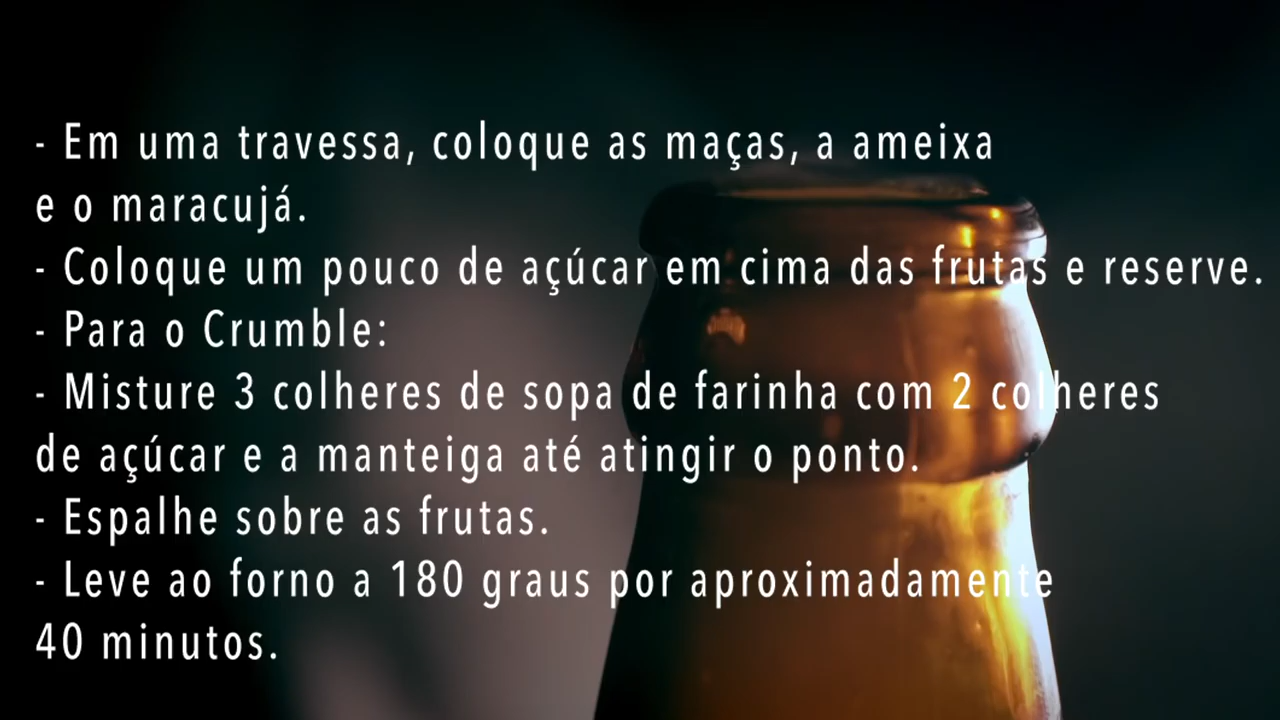 - Em uma travessa, coloque as maças, a ameixa
e o maracujá.
- Coloque um pouco de açúcar em cima das frutas e reserve.
- Para o Crumble:
- Misture 3 colheres de sopa de farinha com 2 colheres
de açúcar e a manteiga até atingir o ponto.
- Espalhe sobre as frutas.
- Leve ao forno a 180 graus por aproximadamente
40 minutos.